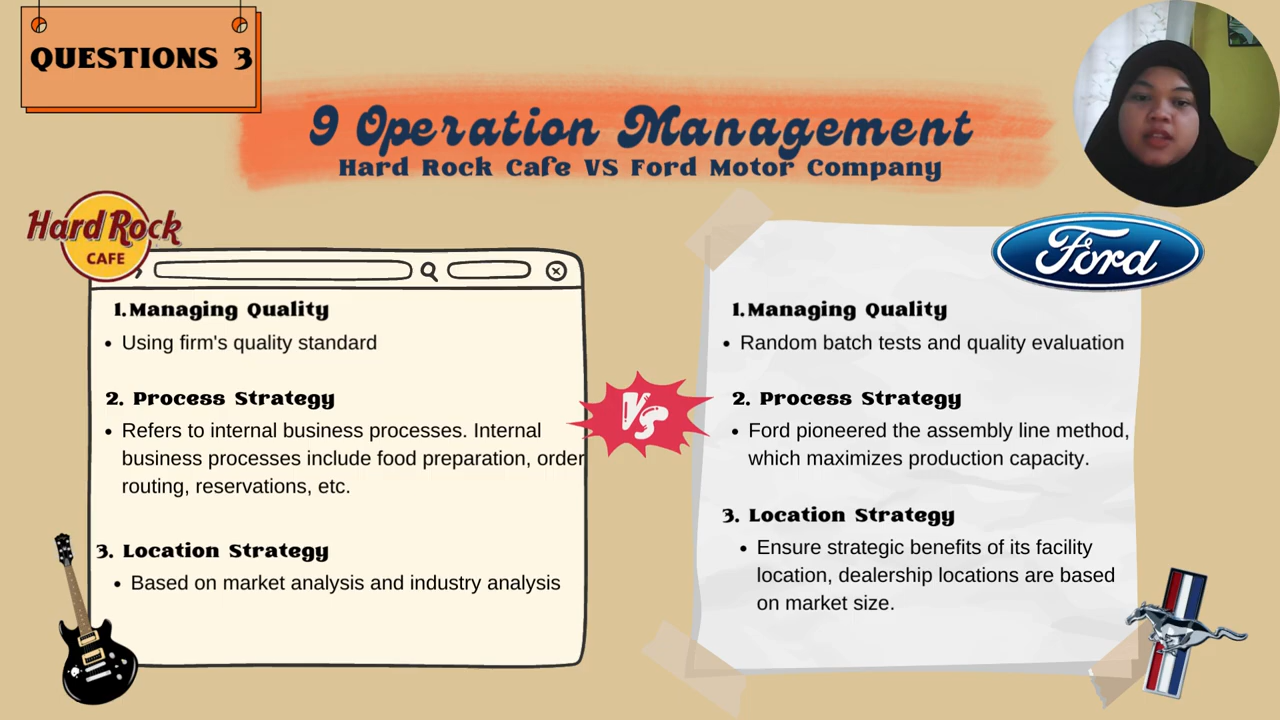 QUESTIONS 3
9 Operation Management
Hard Rock Cafe VS Ford Motor Company
Hard Rock
CAFE
1. Managing Quality
• Using firm's quality standard
2. Process Strategy
• Refers to internal business processes. Internal
business processes include food preparation, order
routing, reservations, etc.
3. Location Strategy
• Based on market analysis and industry analysis
VS
Ford
1. Managing Quality
• Random batch tests and quality evaluation
2. Process Strategy
• Ford pioneered the assembly line method,
which maximizes production capacity.
3. Location Strategy
• Ensure strategic benefits of its facility
location, dealership locations are based
on market size.